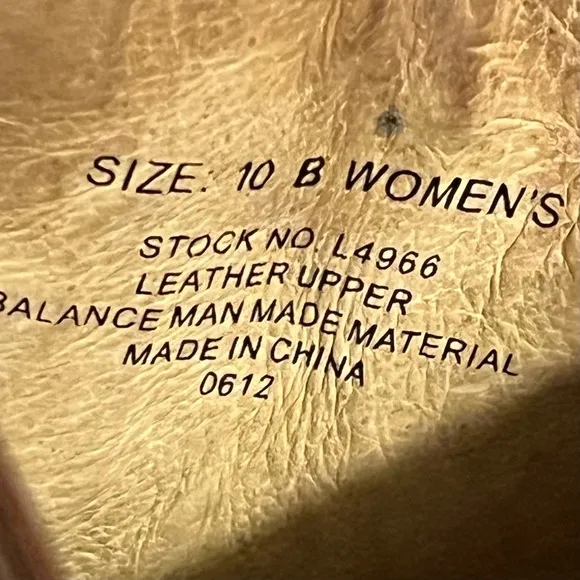 SIZE: 10 B WOMEN'S
STOCK NO. L4966
LEATHER UPPER
BALANCE MAN MADE MATERIAL
MADE IN CHINA
0612